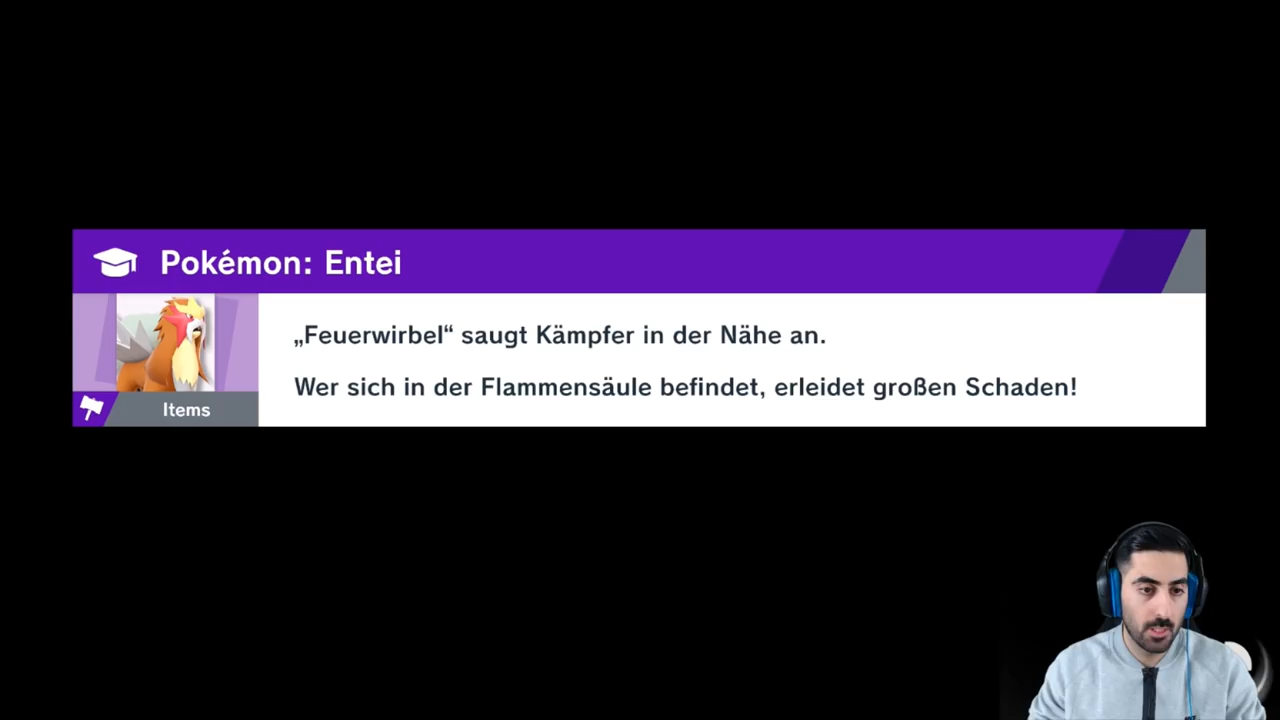 Pokémon: Entei
„Feuerwirbel“ saugt Kämpfer in der Nähe an.
Wer sich in der Flammensäule befindet, erleidet großen Schaden!
Items